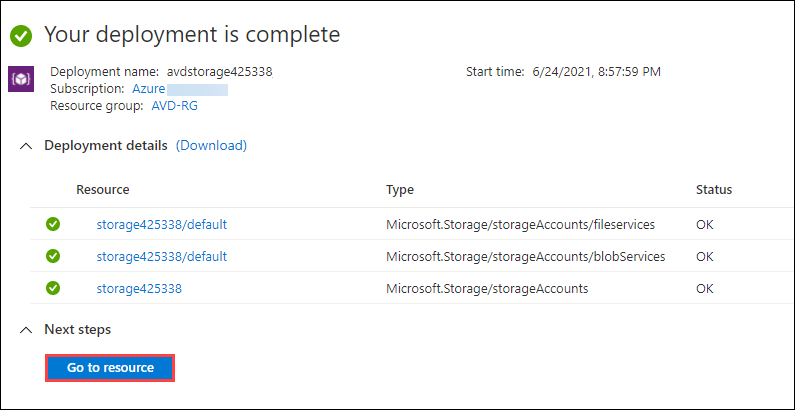 Your deployment is complete
Deployment name: avdstorage425338 Start time: 6/24/2021, 8:57:59 PM
Subscription: Azure
Resource group: AVD-RG
Deployment details (Download)
Resource Type Status
storage425338/default Microsoft.Storage/storageAccounts/fileservices OK
storage425338/default Microsoft.Storage/storageAccounts/blobServices OK
storage425338 Microsoft.Storage/storageAccounts OK
Next steps
Go to resource